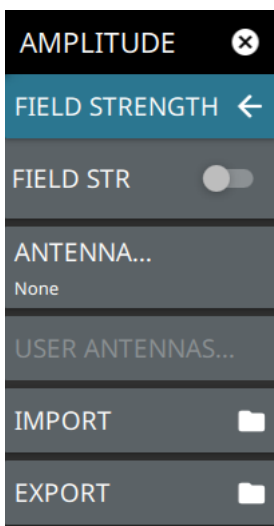 AMPLITUDE
FIELD STRENGTH
FIELD STR
ANTENNA...
None
USER ANTENNAS...
IMPORT
EXPORT